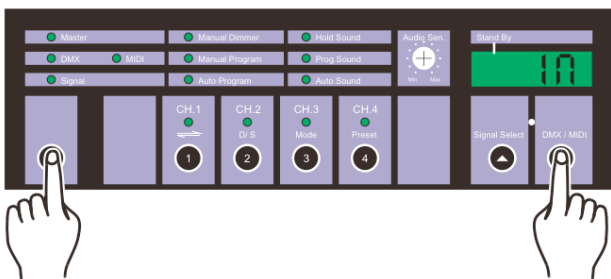 Master
Manual Dimmer
Hold Sound
Audio Sen.
Stand By
DMX
MIDI
Manual Program
Prog Sound
Signal
Auto Program
Auto Sound
Min
Max
In
CH.1
CH.2
CH.3
CH.4
D/ S
Mode
Preset
Signal Select
DMX / MIDI
1
2
3
4